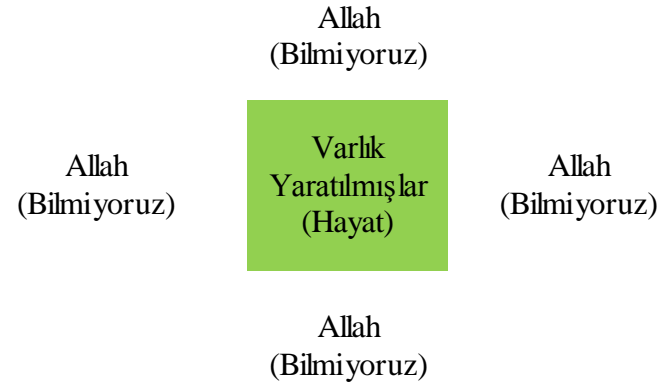 Allah
(Bilmiyoruz)
Varlık
Yaratılmışlar
(Hayat)
Allah
(Bilmiyoruz)
Allah
(Bilmiyoruz)
Allah
(Bilmiyoruz)